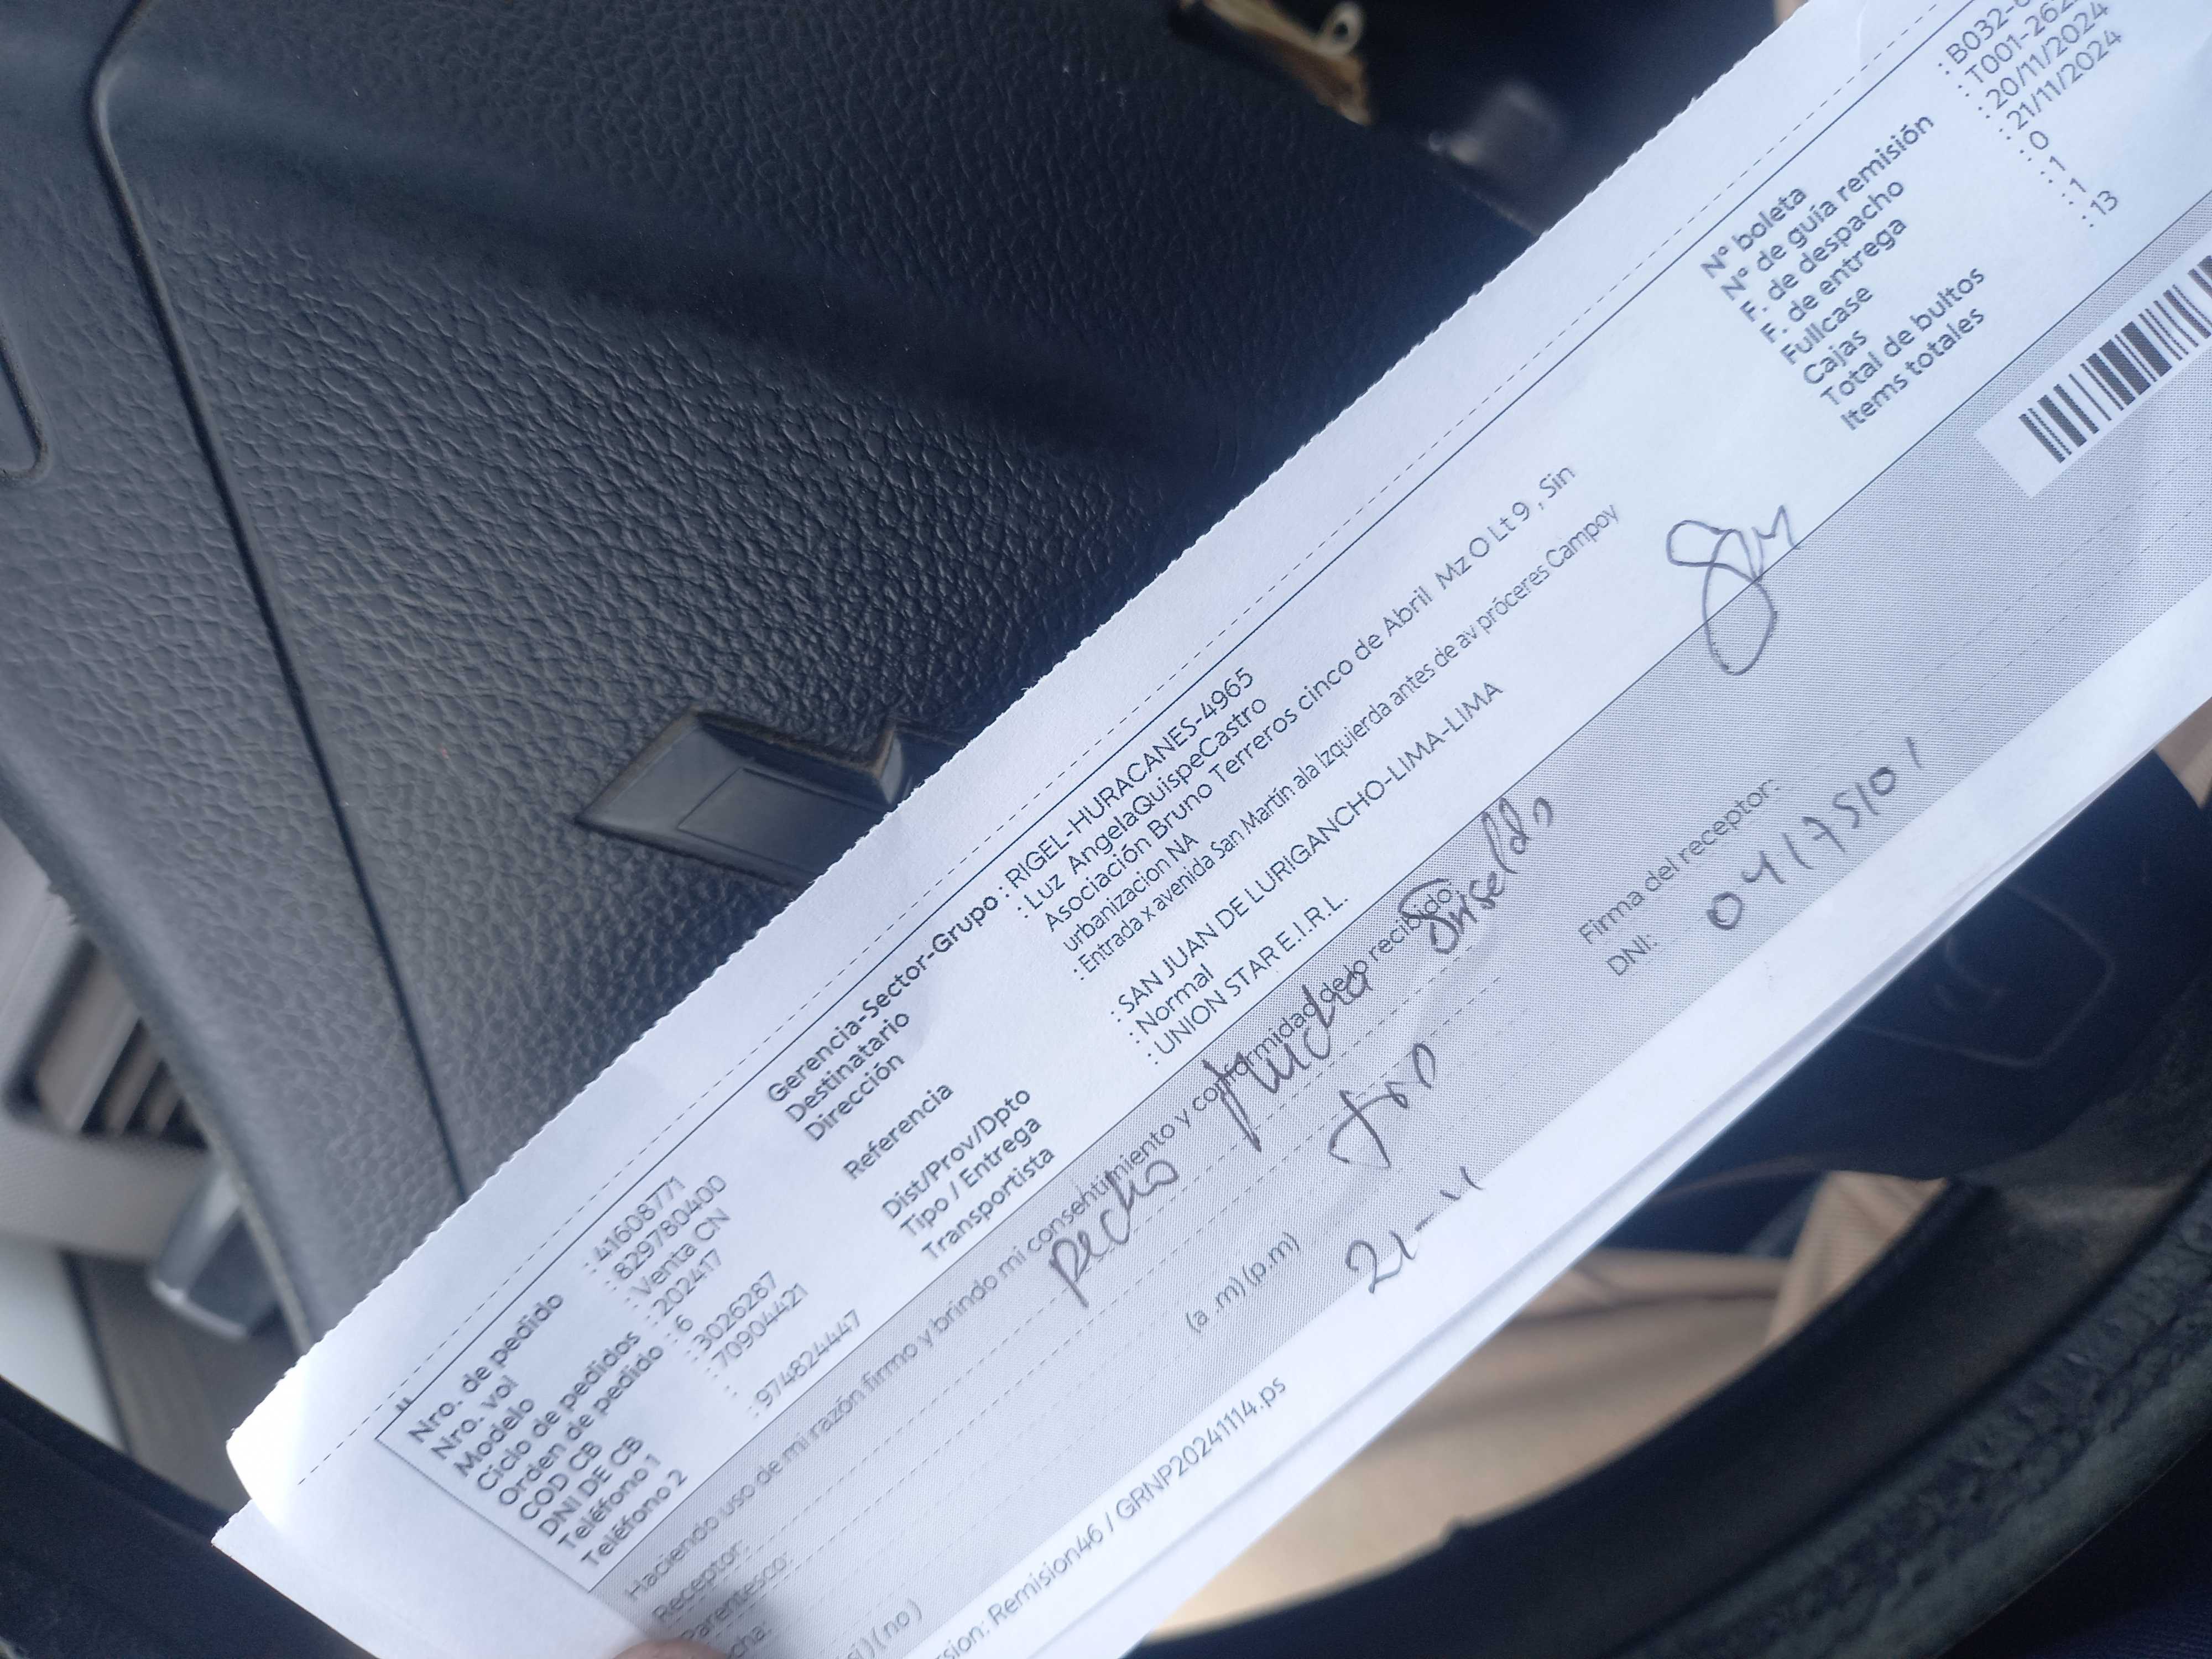 Nro. de pedido : 41608771
Nro. vol : 829780400
Modelo : Venta CN
Ciclo de pedidos : 202417
Orden de pedido : 6
COD CB : 3026287
DNI DE CB : 70904421
Teléfono 1 :
Teléfono 2 : 974824447
Gerencia-Sector-Grupo : RIGEL-HURACANES-4965
Destinatario : Luz AngelaQuispeCastro
Dirección Asociación Bruno Terreros cinco de Abril Mz O Lt 9 , Sin
urbanizacion NA
Referencia : Entrada x avenida San Martín ala Izquierda antes de av próceres Campoy
Dist/Prov/Dpto : SAN JUAN DE LURIGANCHO-LIMA-LIMA
Tipo / Entrega : Normal
Transportista : UNION STAR E.I.R.L.
N° boleta : B032-
N° de guía remisión : T001-262
F. de despacho : 20/11/2024
F. de entrega : 21/11/2024
Fullcase : 0
Cajas : 1
Total de bultos : 1
Items totales : 13
Haciendo uso de mi razón firmo y brindo mi consentimiento y conformidad de lo recibido.
Receptor:
Parentesco:
cha: 21-11
(a .m) (p.m)
si ) ( no )
Firma del receptor:
DNI: 04175101
sion: Remision46 / GRNP20241114.ps